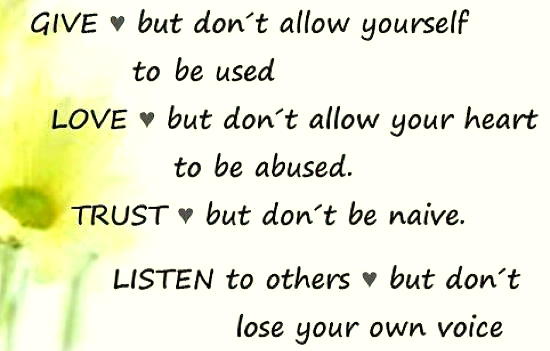 GIVE ♥ but don´t allow yourself
to be used
LOVE ♥ but don´t allow your heart
to be abused.
TRUST ♥ but don´t be naive.
LISTEN to others ♥ but don´t
lose your own voice